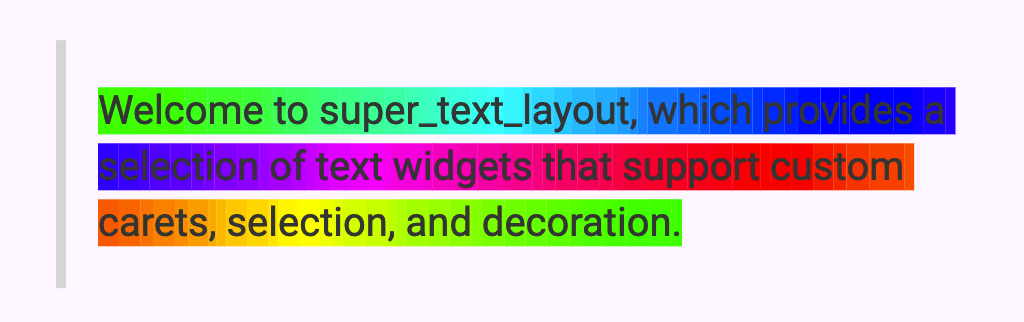 Welcome to super_text_layout, which provides a
selection of text widgets that support custom
carets, selection, and decoration.